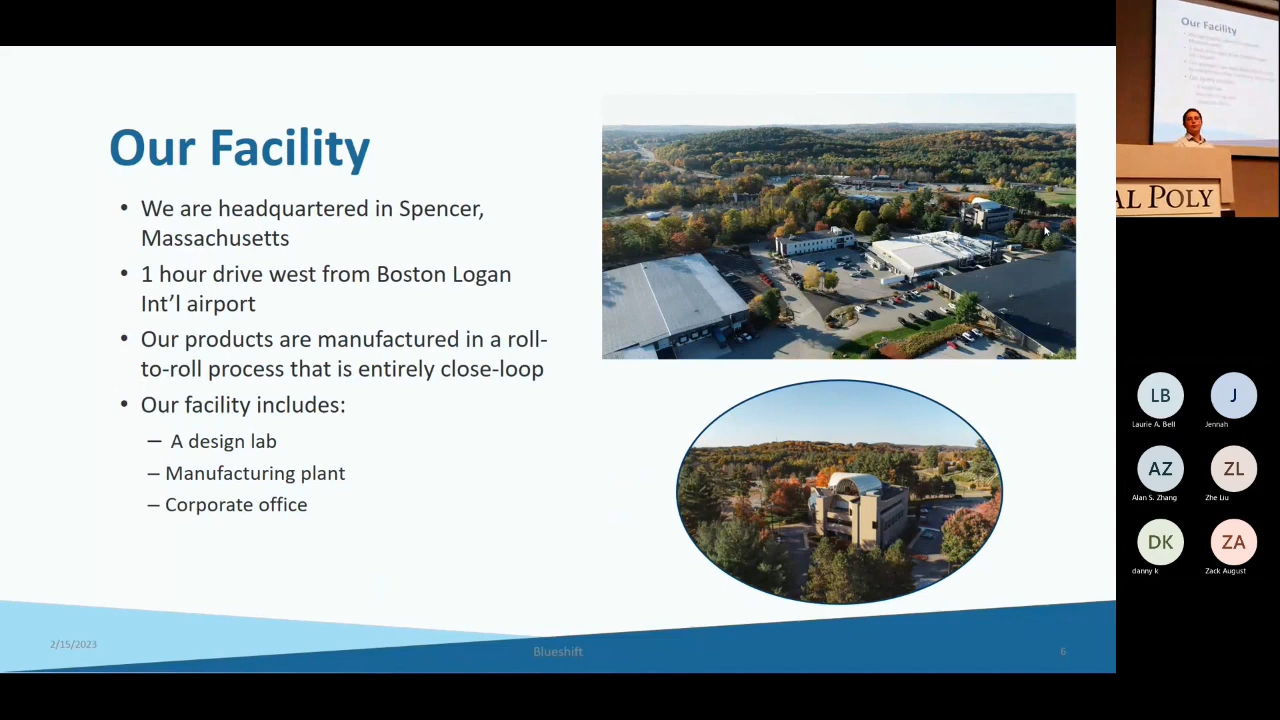 Our Facility
• We are headquartered in Spencer,
Massachusetts
• 1 hour drive west from Boston Logan
Int’l airport
• Our products are manufactured in a roll-
to-roll process that is entirely close-loop
• Our facility includes:
– A design lab
– Manufacturing plant
– Corporate office
2/15/2023
Blueshift
6
Our Facility
AL POLY
LB
J
Laurie A. Bell
Jennah
AZ
ZL
Alan S. Zhang
Zhe Liu
DK
ZA
danny k
Zack August